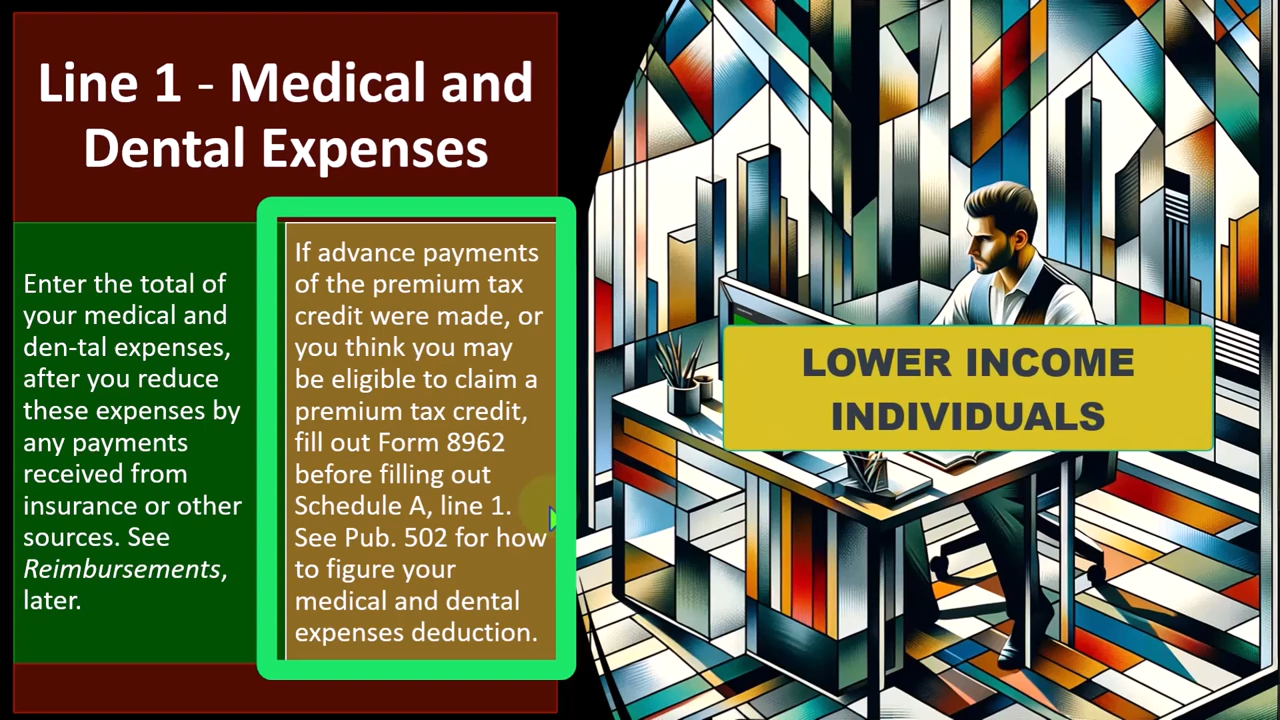 Line 1 - Medical and
Dental Expenses
Enter the total of
your medical and
den-tal expenses,
after you reduce
these expenses by
any payments
received from
insurance or other
sources. See
Reimbursements,
later.
If advance payments
of the premium tax
credit were made, or
you think you may
be eligible to claim a
premium tax credit,
fill out Form 8962
before filling out
Schedule A, line 1.
See Pub. 502 for how
to figure your
medical and dental
expenses deduction.
LOWER INCOME
INDIVIDUALS